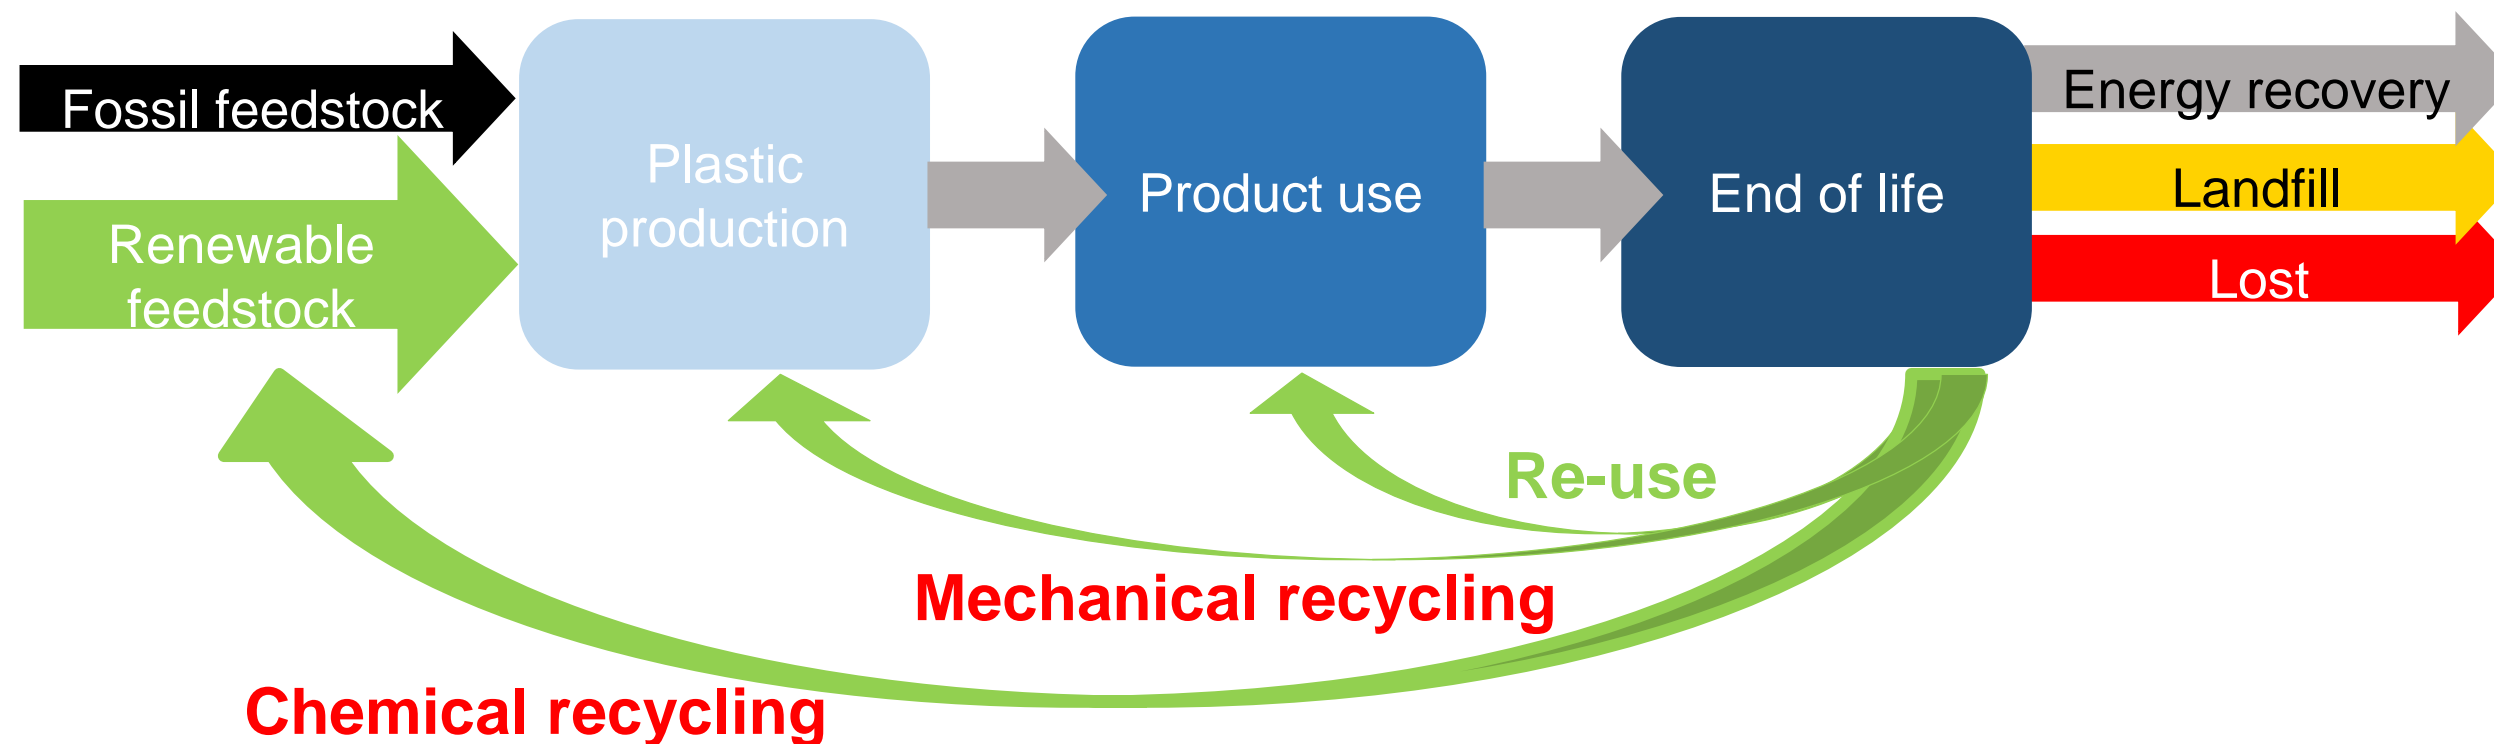 Fossil feedstock
Renewable
feedstock
Plastic
production
Product use
End of life
Energy recovery
Landfill
Lost
Re-use
Mechanical recycling
Chemical recycling